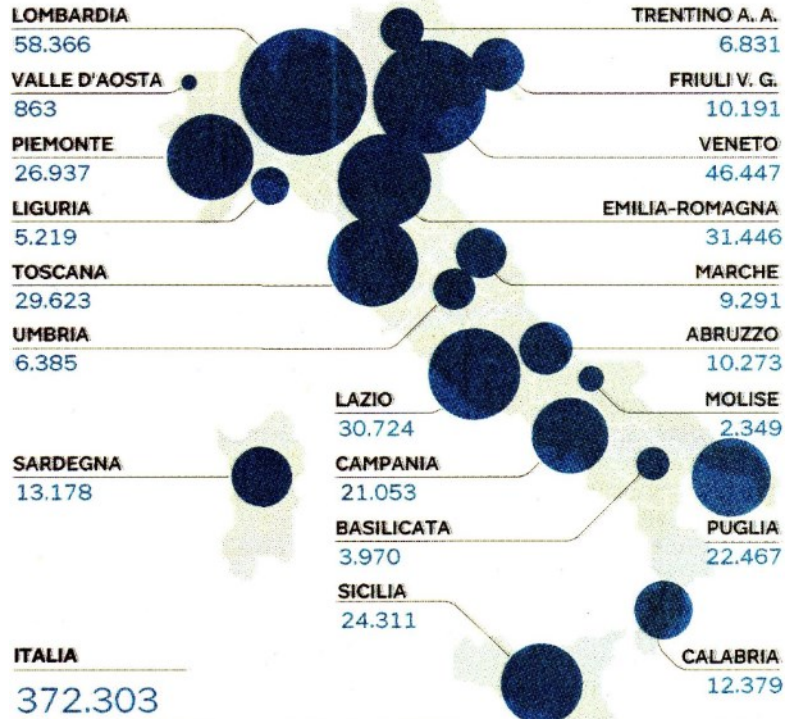 LOMBARDIA
58.366
VALLE D'AOSTA
863
PIEMONTE
26.937
LIGURIA
5.219
TOSCANA
29.623
UMBRIA
6.385
TRENTINO A. A.
6.831
FRIULI V. G.
10.191
VENETO
46.447
EMILIA-ROMAGNA
31.446
MARCHE
9.291
ABRUZZO
10.273
LAZIO
30.724
MOLISE
2.349
SARDEGNA
13.178
CAMPANIA
21.053
BASILICATA
3.970
PUGLIA
22.467
SICILIA
24.311
CALABRIA
12.379
ITALIA
372.303